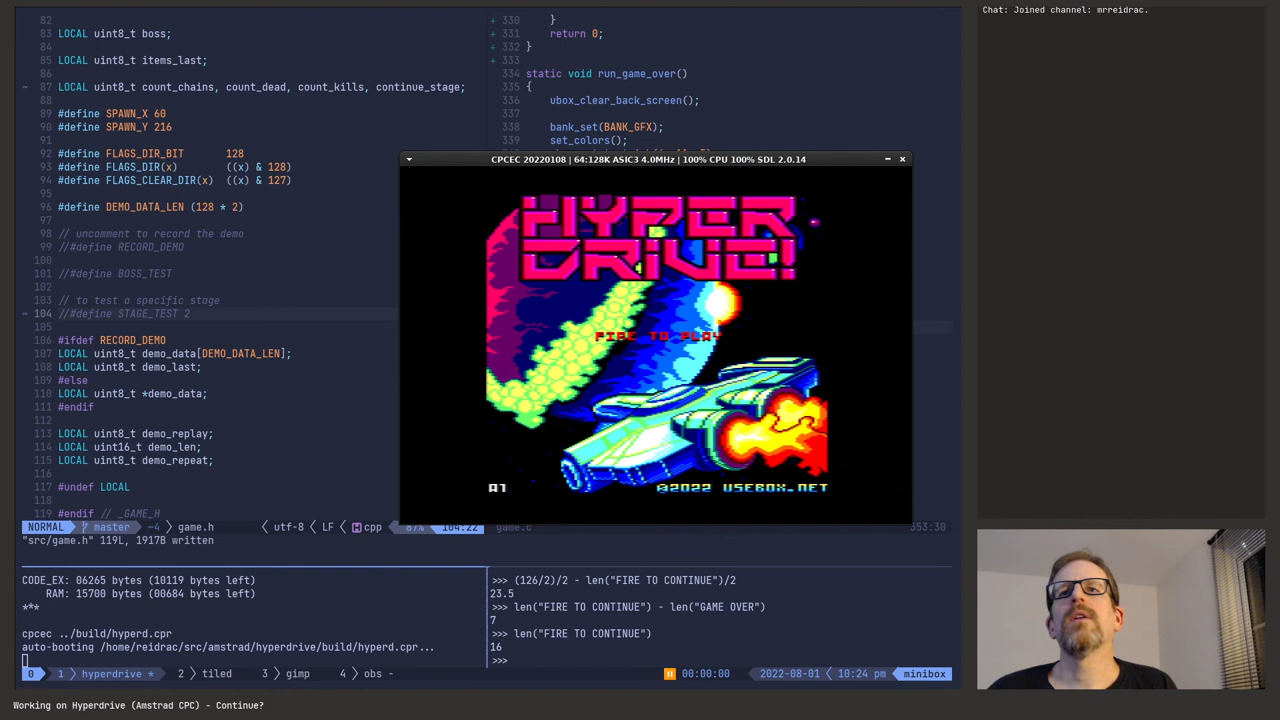 Chat: Joined channel: mrreidrac.
82
83 LOCAL uint8_t boss;
84
85 LOCAL uint8_t items_last;
86
~ 87 LOCAL uint8_t count_chains, count_dead, count_kills, continue_stage;
88
89 #define SPAWN_X 60
90 #define SPAWN_Y 216
91
92 #define FLAGS_DIR_BIT 128
93 #define FLAGS_DIR(x) ((x) & 128)
94 #define FLAGS_CLEAR_DIR(x) ((x) & 127)
95
96 #define DEMO_DATA_LEN (128 * 2)
97
98 // uncomment to record the demo
99 //#define RECORD_DEMO
100
101 //#define BOSS_TEST
102
103 // to test a specific stage
~ 104 //#define STAGE_TEST 2
105
106 #ifdef RECORD_DEMO
107 LOCAL uint8_t demo_data[DEMO_DATA_LEN];
108 LOCAL uint8_t demo_last;
109 #else
110 LOCAL uint8_t *demo_data;
111 #endif
112
113 LOCAL uint8_t demo_replay;
114 LOCAL uint16_t demo_len;
115 LOCAL uint8_t demo_repeat;
116
117 #undef LOCAL
118
119 #endif // _GAME_H
+ 330 }
+ 331 return 0;
+ 332 }
+ 333
334 static void run_game_over()
335 {
336 ubox_clear_back_screen();
337
338 bank_set(BANK_GFX);
339 set_colors();
CPCEC 20220108 | 64:128K ASIC3 4.0MHz | 100% CPU 100% SDL 2.0.14
HYPER
DRIVE!
FIRE TO PLAY
A1 ©2022 USEBOX.NET
NORMAL master ~4 game.h utf-8 LF cpp 87% 104:22 game.c 353:30
"src/game.h" 119L, 1917B written
CODE_EX: 06265 bytes (10119 bytes left)
RAM: 15700 bytes (00684 bytes left)
***
cpcec ../build/hyperd.cpr
auto-booting /home/reidrac/src/amstrad/hyperdrive/build/hyperd.cpr...
>>> (126/2)/2 - len("FIRE TO CONTINUE")/2
23.5
>>> len("FIRE TO CONTINUE") - len("GAME OVER")
7
>>> len("FIRE TO CONTINUE")
16
>>>
0 1 hyperdrive * 2 tiled 3 gimp 4 obs - 00:00:00 2022-08-01 10:24 pm minibox
Working on Hyperdrive (Amstrad CPC) - Continue?